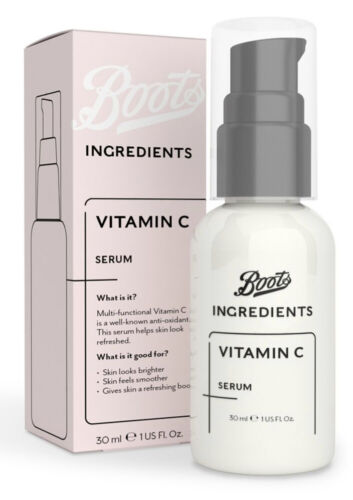 Boots
INGREDIENTS
VITAMIN C
SERUM
What is it?
Multi-functional Vitamin C
is a well-known anti-oxidant.
This serum helps skin look
refreshed.
What is it good for?
• Skin looks brighter
• Skin feels smoother
• Gives skin a refreshing
30 ml ℮ 1 US Fl. Oz.
Boots
INGREDIENTS
VITAMIN C
SERUM
30 ml ℮ 1 US Fl. Oz.